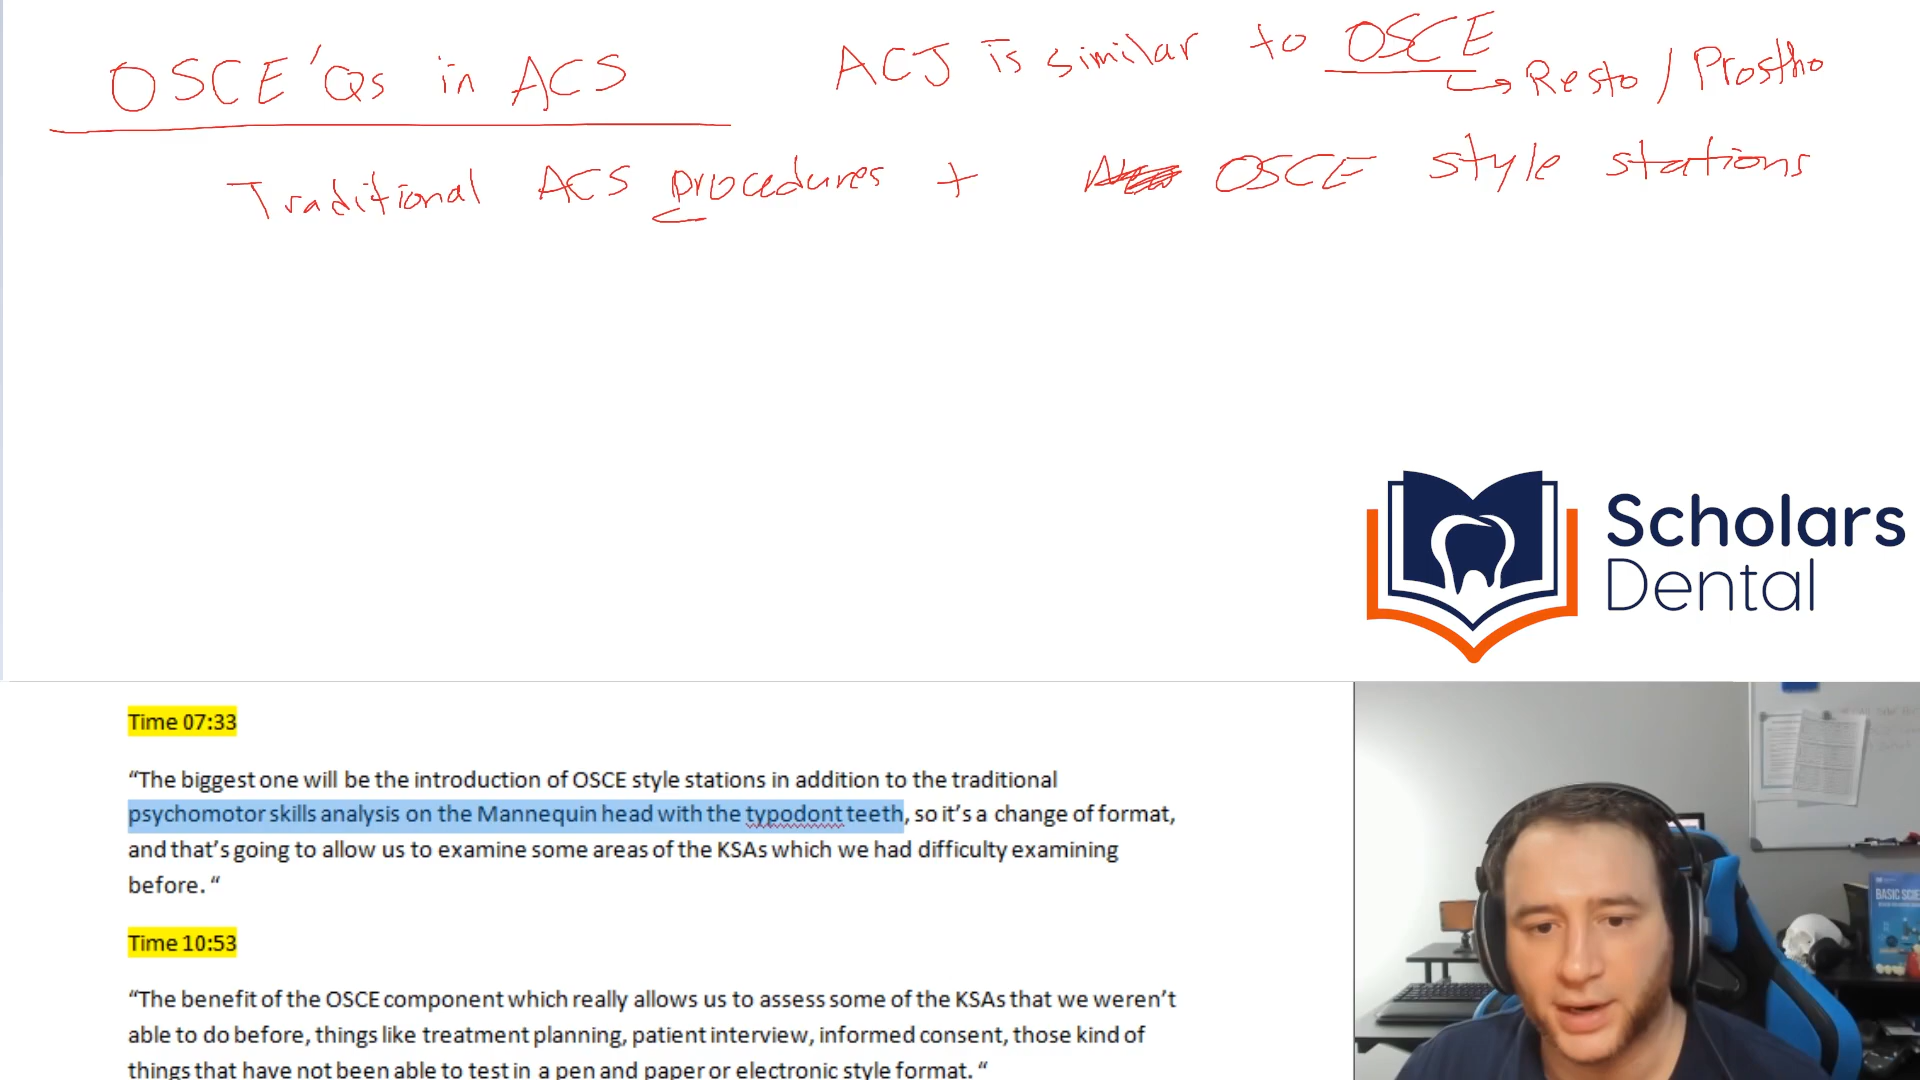 OSCE'Qs in ACS
ACJ is similar to OSCE
→ Resto / Prostho
Traditional ACS procedures + OSCE style stations
Scholars
Dental
Time 07:33
“The biggest one will be the introduction of OSCE style stations in addition to the traditional
psychomotor skills analysis on the Mannequin head with the typodont teeth, so it’s a change of format,
and that’s going to allow us to examine some areas of the KSAs which we had difficulty examining
before. “
Time 10:53
“The benefit of the OSCE component which really allows us to assess some of the KSAs that we weren’t
able to do before, things like treatment planning, patient interview, informed consent, those kind of
things that have not been able to test in a pen and paper or electronic style format. “
BASIC SCIE